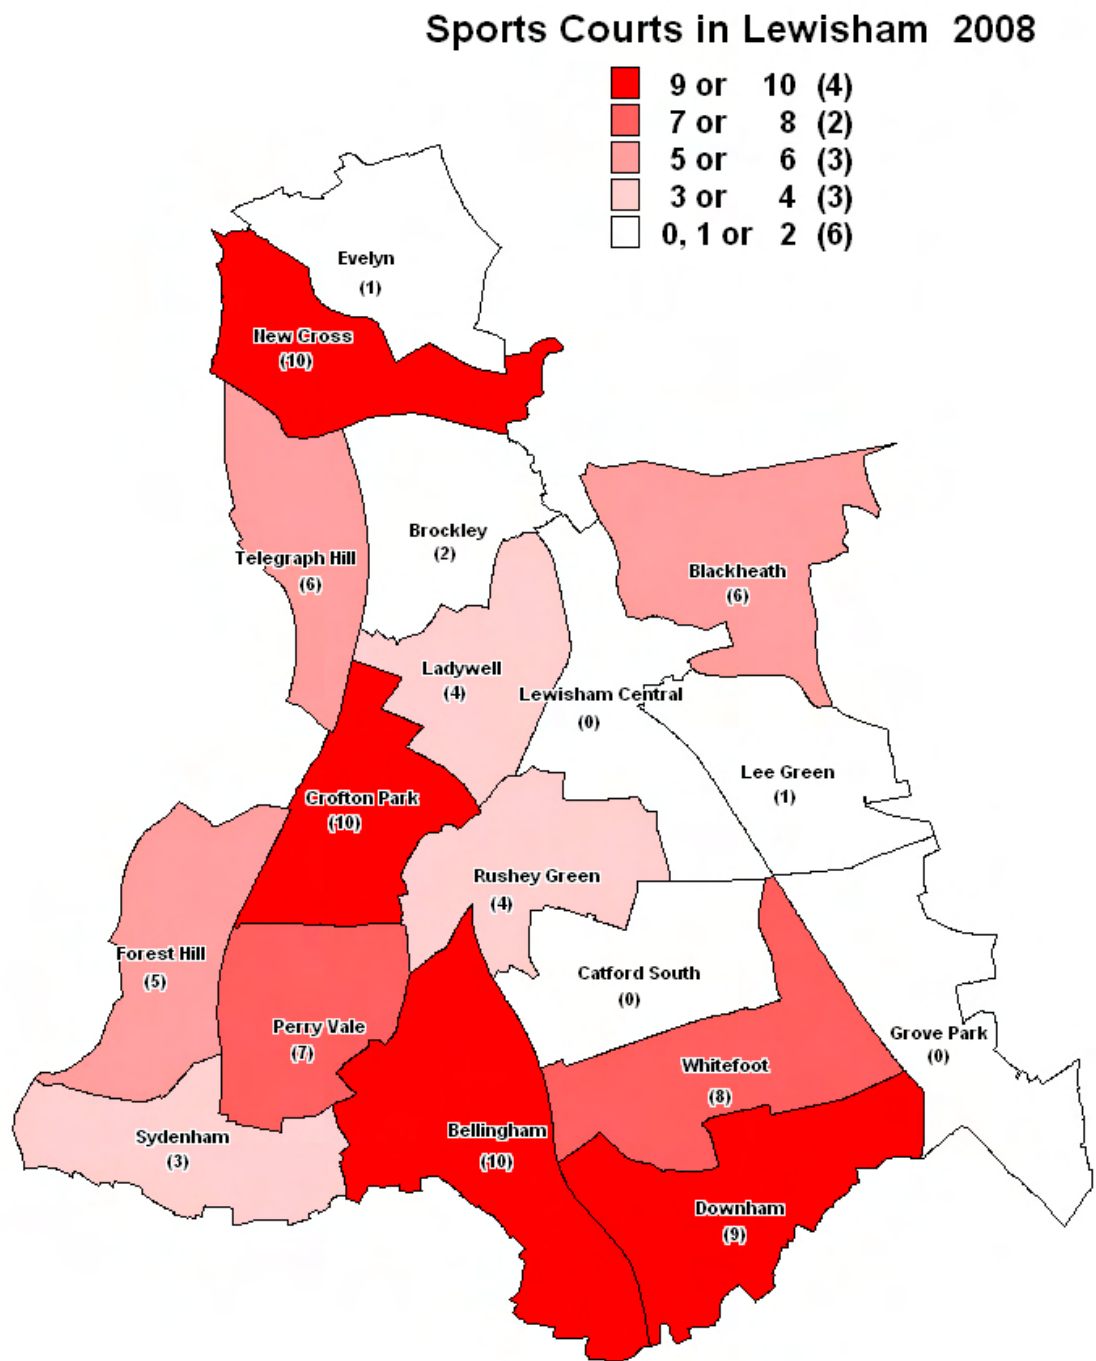 Sports Courts in Lewisham 2008
9 or 10 (4)
7 or 8 (2)
5 or 6 (3)
3 or 4 (3)
0, 1 or 2 (6)
Evelyn
(1)
New Cross
(10)
Brockley
(2)
Telegraph Hill
(6)
Blackheath
(6)
Ladywell
(4)
Lewisham Central
(0)
Lee Green
(1)
Crofton Park
(10)
Rushey Green
(4)
Forest Hill
(5)
Catford South
(0)
Perry Vale
(7)
Grove Park
(0)
Whitefoot
(8)
Sydenham
(3)
Bellingham
(10)
Downham
(9)